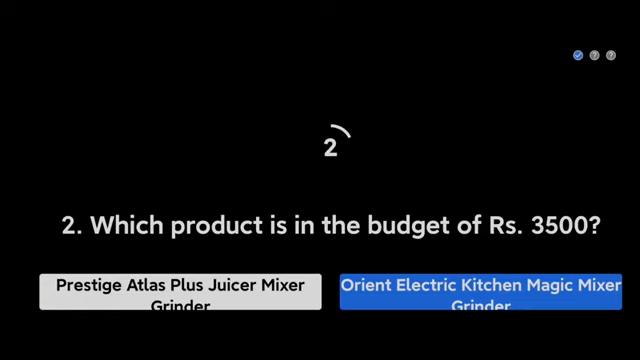 2
2. Which product is in the budget of Rs. 3500?
Prestige Atlas Plus Juicer Mixer
Grinder
Orient Electric Kitchen Magic Mixer
Grinder